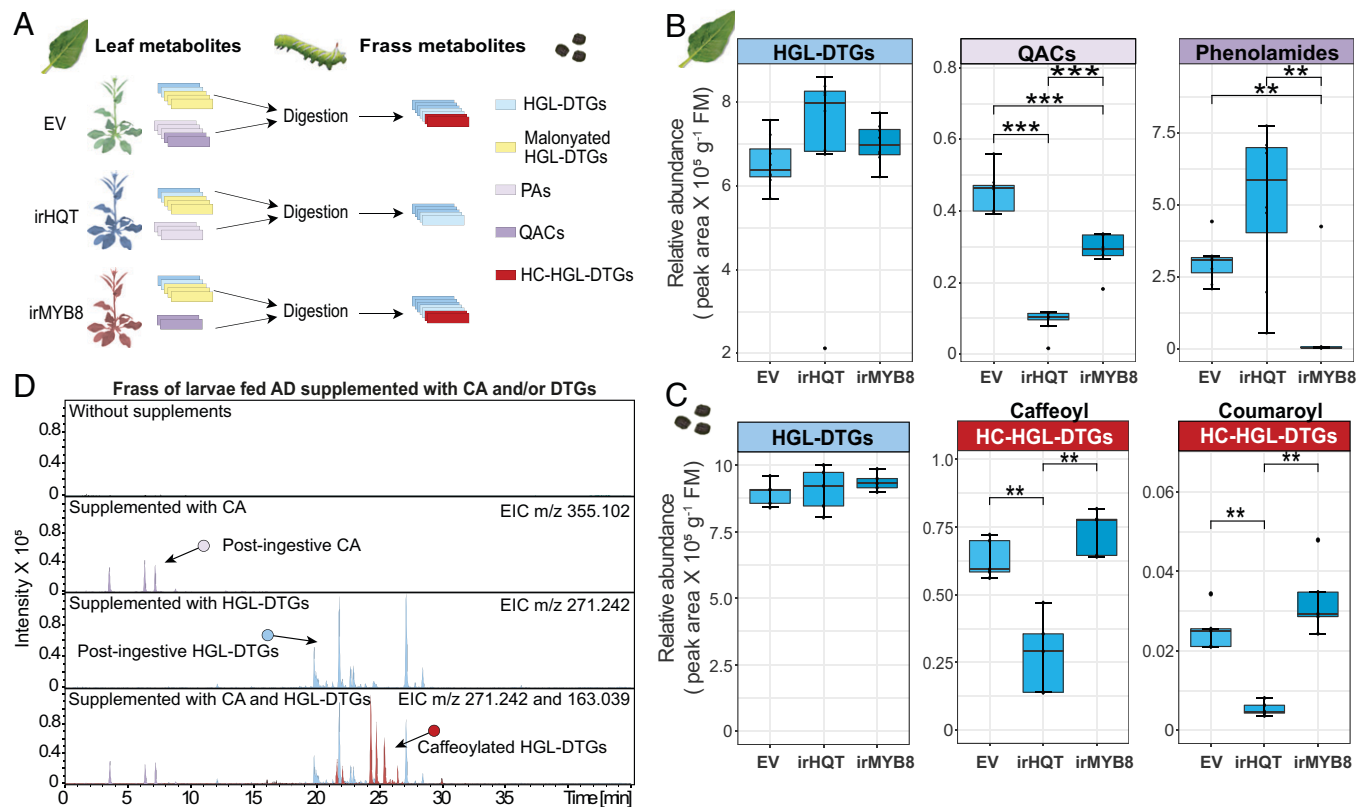 A
Leaf metabolites
Frass metabolites
EV
Digestion
irHQT
Digestion
irMYB8
Digestion
HGL-DTGs
Malonyated
HGL-DTGs
PAs
QACs
HC-HGL-DTGs
B
HGL-DTGs
QACs
Phenolamides
Relative abundance
( peak area X 10⁵ g⁻¹ FM)
8
6
4
2
EV irHQT irMYB8
0.8
0.6
0.4
0.2
0
***
***
***
EV irHQT irMYB8
7.5
5.0
2.5
0
**
**
EV irHQT irMYB8
C
HGL-DTGs
Caffeoyl
HC-HGL-DTGs
Coumaroyl
HC-HGL-DTGs
Relative abundance
( peak area X 10⁵ g⁻¹ FM)
10
7.5
5.0
2.5
0
EV irHQT irMYB8
1.0
0.75
0.50
0.25
0
**
**
EV irHQT irMYB8
0.06
0.04
0.02
0
**
**
EV irHQT irMYB8
D
Frass of larvae fed AD supplemented with CA and/or DTGs
Intensity X 10⁵
Without supplements
0.8
0.4
0
Supplemented with CA
EIC m/z 355.102
Post-ingestive CA
0.8
0.4
0
Supplemented with HGL-DTGs
EIC m/z 271.242
Post-ingestive HGL-DTGs
0.8
0.4
0
Supplemented with CA and HGL-DTGs
EIC m/z 271.242 and 163.039
Caffeoylated HGL-DTGs
0.8
0.4
0
0 5 10 15 20 25 30 35 Time [min]